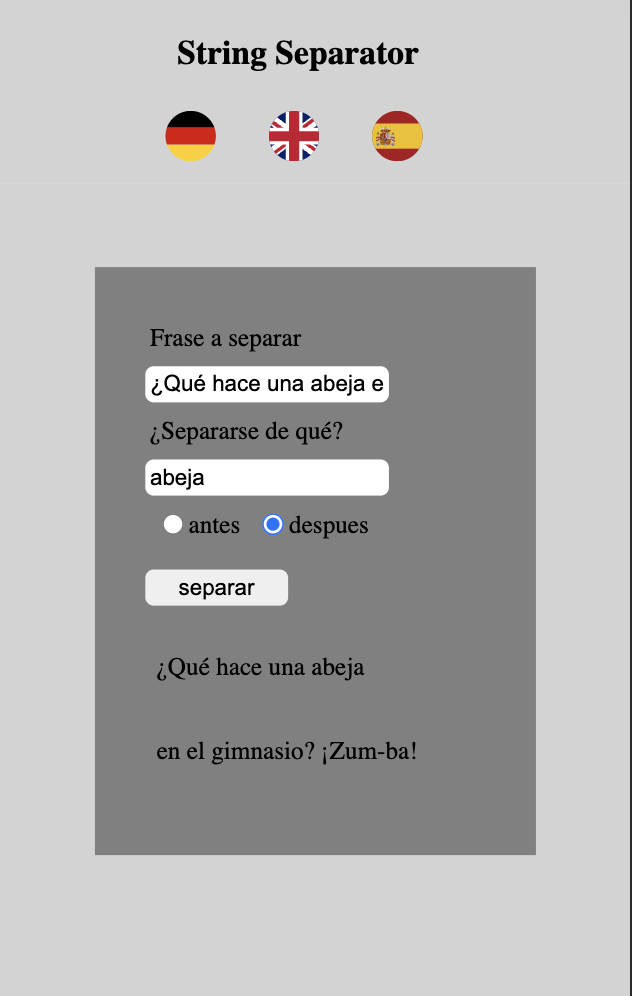 String Separator
Frase a separar
¿Qué hace una abeja e
¿Separarse de qué?
abeja
antes despues
separar
¿Qué hace una abeja
en el gimnasio? ¡Zum-ba!